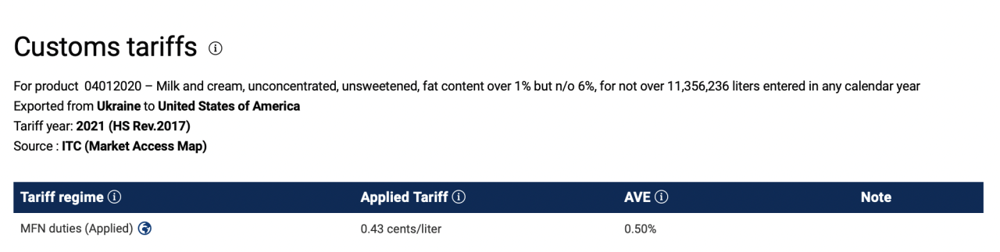 Customs tariffs
For product 04012020 – Milk and cream, unconcentrated, unsweetened, fat content over 1% but n/o 6%, for not over 11,356,236 liters entered in any calendar year
Exported from Ukraine to United States of America
Tariff year: 2021 (HS Rev.2017)
Source : ITC (Market Access Map)
Tariff regime Applied Tariff AVE Note
MFN duties (Applied) 0.43 cents/liter 0.50%